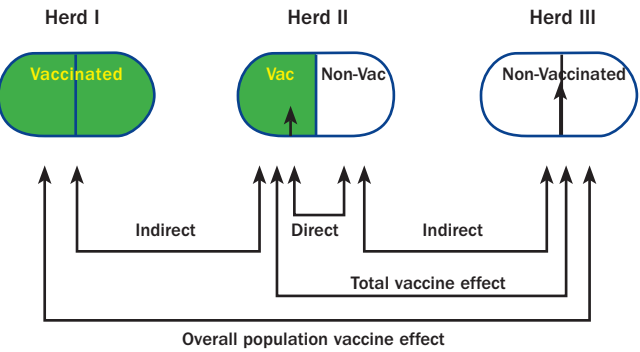 Herd I Herd II Herd III
Vaccinated Vac Non-Vac Non-Vaccinated
Indirect Direct Indirect
Total vaccine effect
Overall population vaccine effect